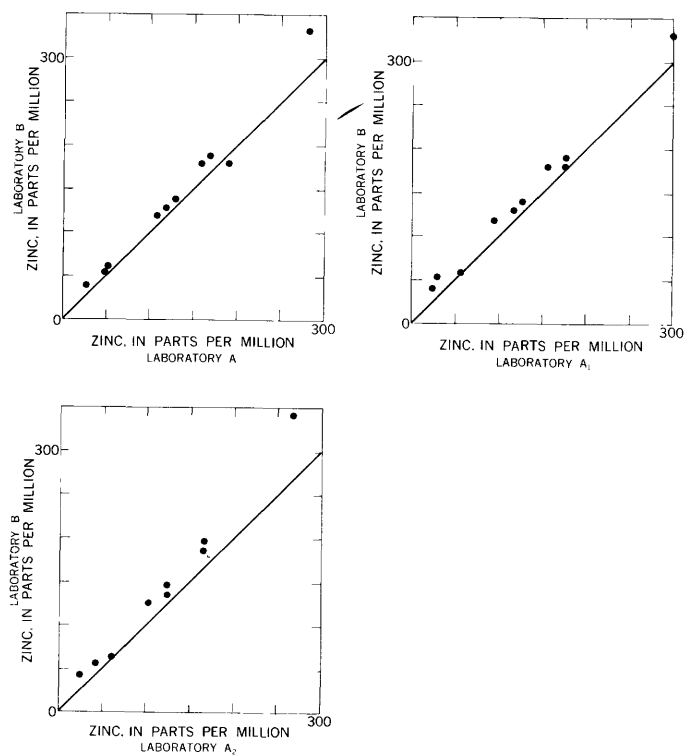 300
LABORATORY B
ZINC, IN PARTS PER MILLION
0
300
ZINC, IN PARTS PER MILLION
LABORATORY A
300
LABORATORY B
ZINC, IN PARTS PER MILLION
0
300
ZINC, IN PARTS PER MILLION
LABORATORY A₁
300
LABORATORY B
ZINC, IN PARTS PER MILLION
0
300
ZINC, IN PARTS PER MILLION
LABORATORY A₂